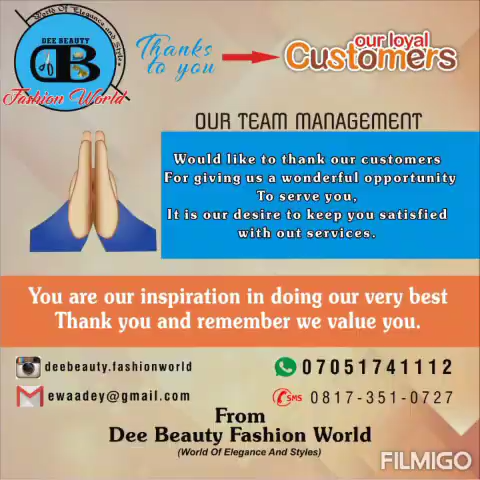 World Of Elegance and Styles
DEE BEAUTY
DB
Fashion World
Thanks
to you
our loyal
Customers
OUR TEAM MANAGEMENT
Would like to thank our customers
For giving us a wonderful opportunity
To serve you,
It is our desire to keep you satisfied
with out services.
You are our inspiration in doing our very best
Thank you and remember we value you.
deebeauty.fashionworld
07051741112
ewaadey@gmail.com
SMS 0817-351-0727
From
Dee Beauty Fashion World
(World Of Elegance And Styles)
FILMIGO